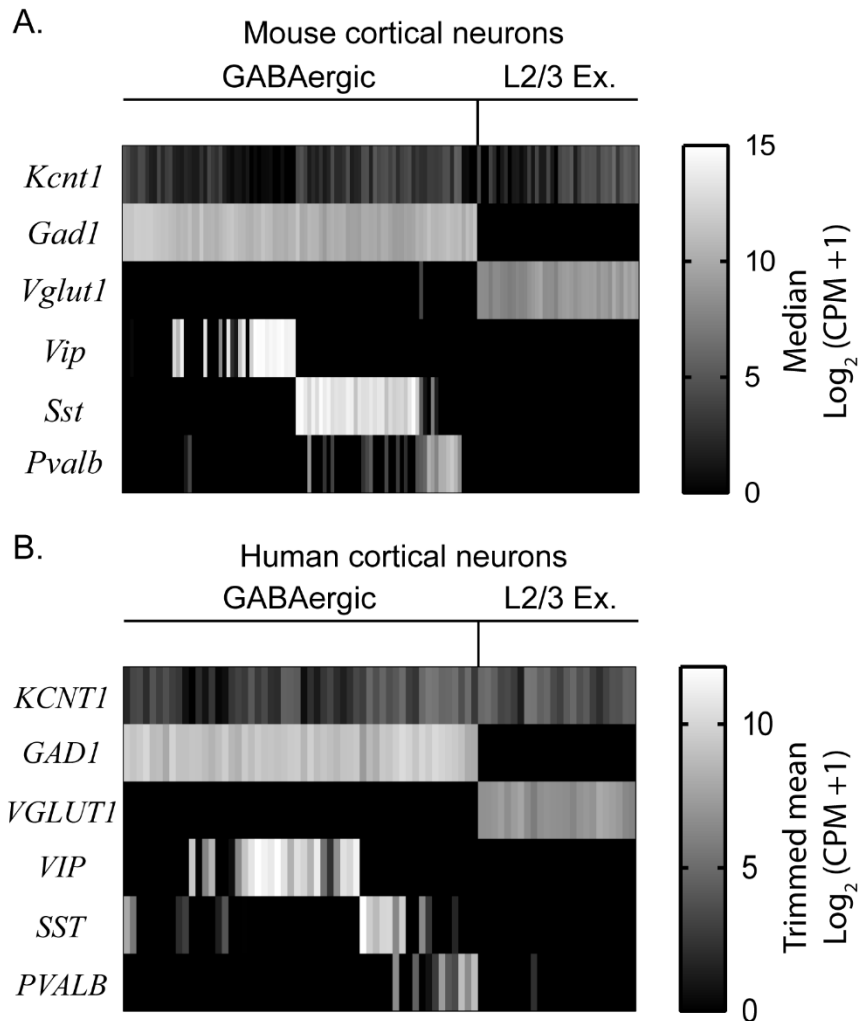 A.
Mouse cortical neurons
GABAergic L2/3 Ex.
Kcnt1
Gad1
Vglut1
Vip
Sst
Pvalb
15
10
5
0
Median
Log2 (CPM +1)
B.
Human cortical neurons
GABAergic L2/3 Ex.
KCNT1
GAD1
VGLUT1
VIP
SST
PVALB
10
5
0
Trimmed mean
Log2 (CPM +1)